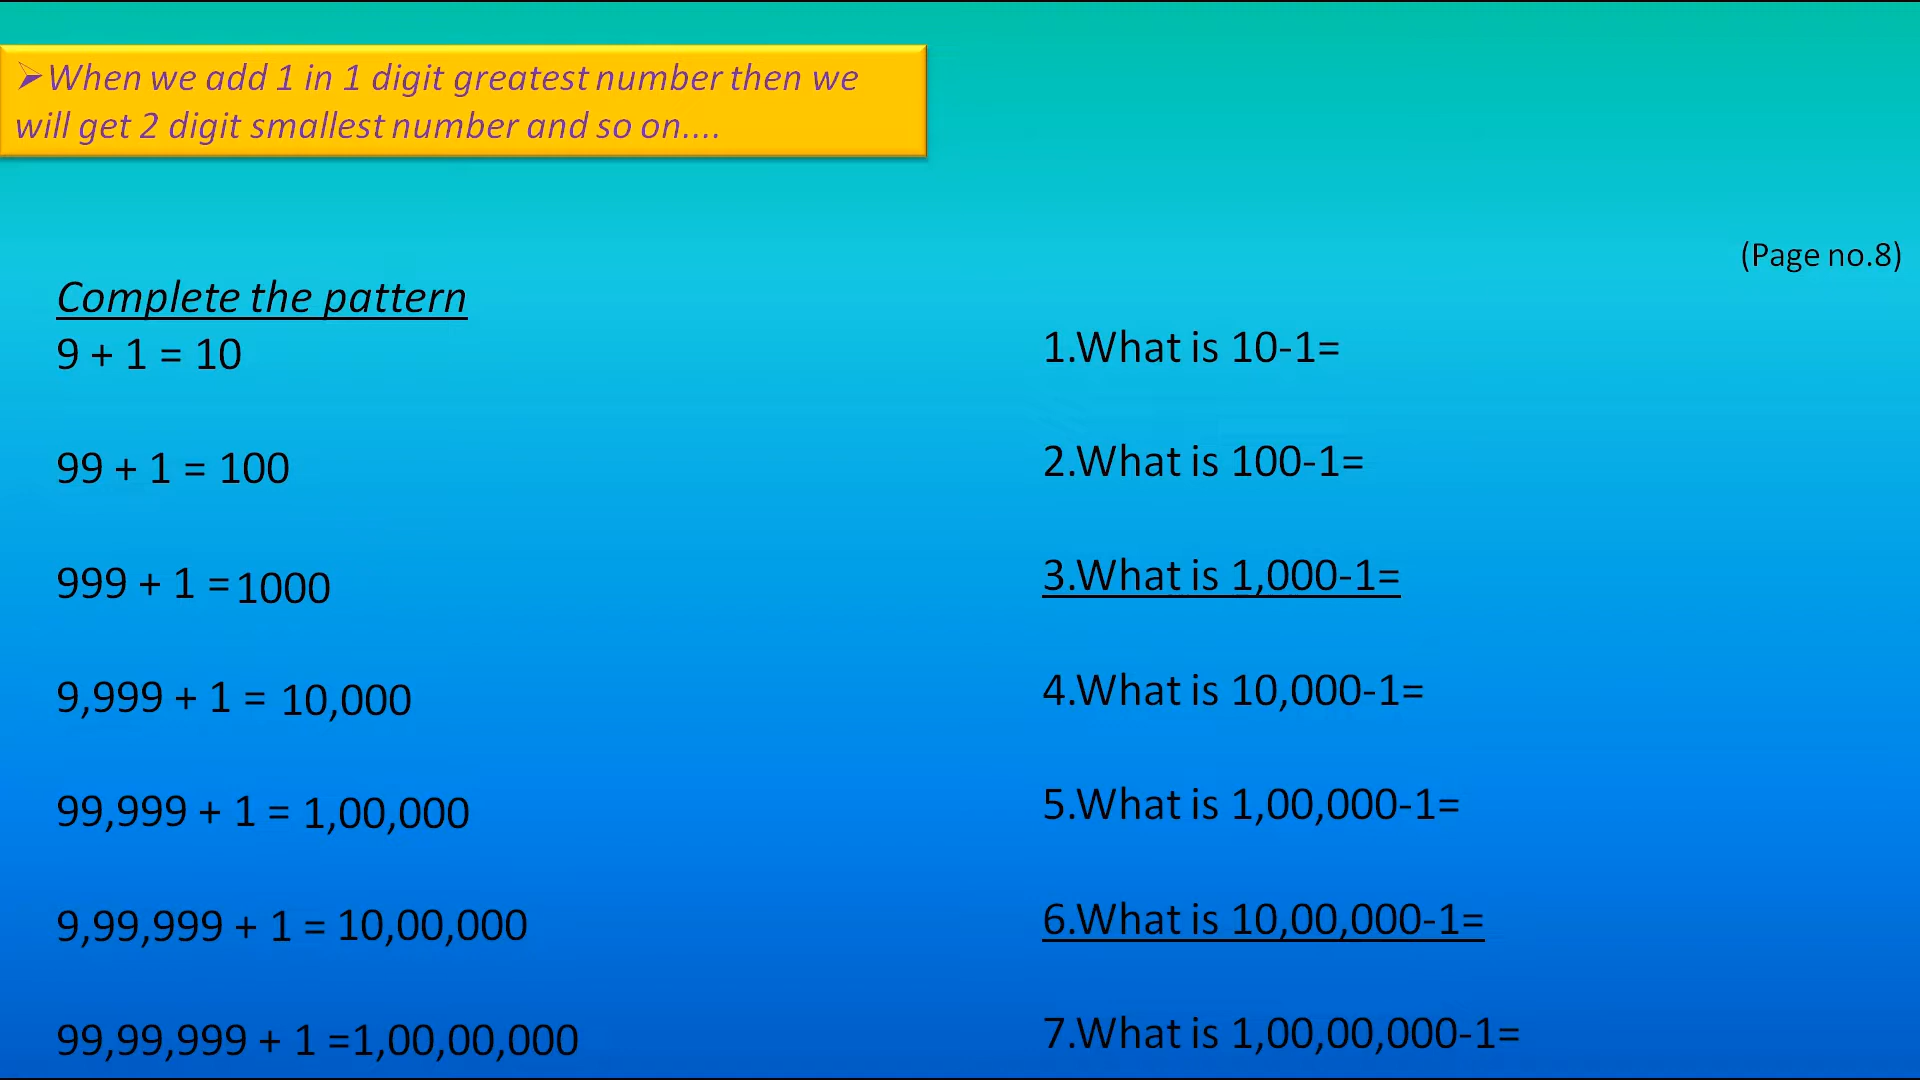 ➢When we add 1 in 1 digit greatest number then we
will get 2 digit smallest number and so on....
(Page no.8)
Complete the pattern
9 + 1 = 10
99 + 1 = 100
999 + 1 =1000
9,999 + 1 = 10,000
99,999 + 1 = 1,00,000
9,99,999 + 1 = 10,00,000
99,99,999 + 1 =1,00,00,000
1.What is 10-1=
2.What is 100-1=
3.What is 1,000-1=
4.What is 10,000-1=
5.What is 1,00,000-1=
6.What is 10,00,000-1=
7.What is 1,00,00,000-1=